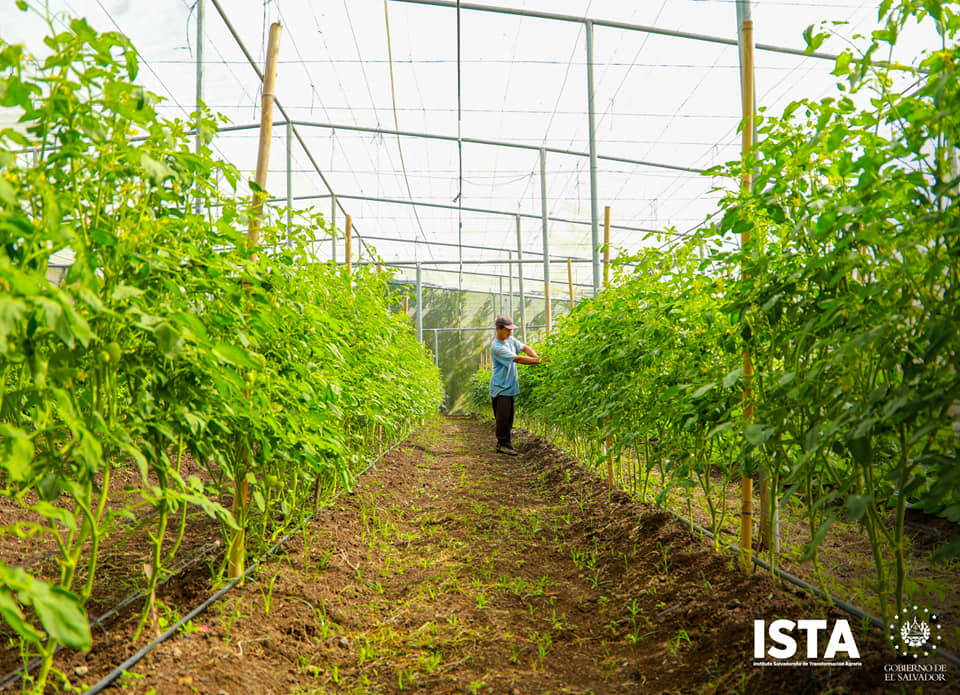 ISTA
Instituto Salvadoreño de Transformación Agraria
GOBIERNO DE
EL SALVADOR